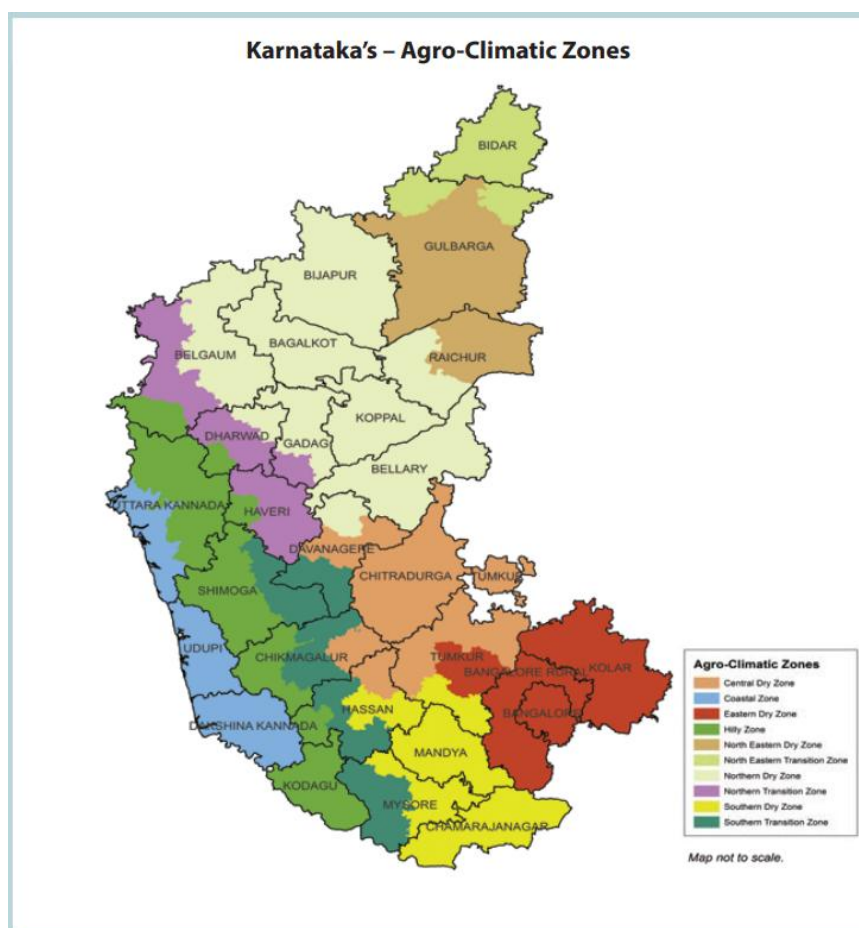 Karnataka’s – Agro-Climatic Zones
BIDAR
GULBARGA
BIJAPUR
RAICHUR
BELGAUM
BAGALKOT
KOPPAL
DHARWAD
GADAG
BELLARY
UTTARA KANNADA
HAVERI
DAVANAGERE
CHITRADURGA
TUMKUR
SHIMOGA
UDUPI
CHIKMAGALUR
TUMKUR
BANGALORE RURAL
KOLAR
HASSAN
BANGALORE
DAKSHINA KANNADA
MANDYA
KODAGU
MYSORE
CHAMARAJANAGAR
Agro-Climatic Zones
Central Dry Zone
Coastal Zone
Eastern Dry Zone
Hilly Zone
North Eastern Dry Zone
North Eastern Transition Zone
Northern Dry Zone
Northern Transition Zone
Southern Dry Zone
Southern Transition Zone
Map not to scale.